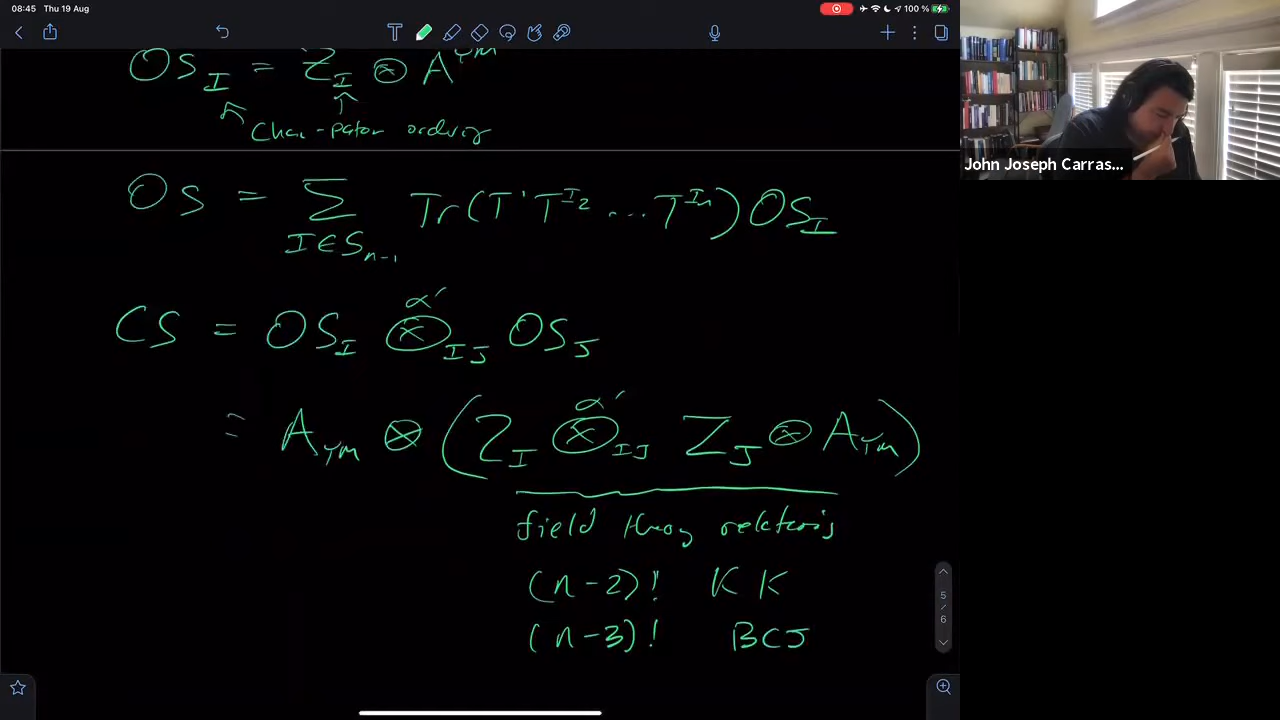 08:45 Thu 19 Aug
100 %
OS_I = Z_I ⊗ A^YM
Chan-Paton ordering
OS = Σ_{I∈S_{n-1}} Tr(T^1 T^{I_2} ... T^{I_n}) OS_I
CS = OS_I ⊗^{α'}_{IJ} OS_J
= A_YM ⊗ (Z_I ⊗^{α'}_{IJ} Z_J ⊗ A_YM)
field theory relations
(n-2)! KK
(n-3)! BCJ
5
/
6
John Joseph Carras...